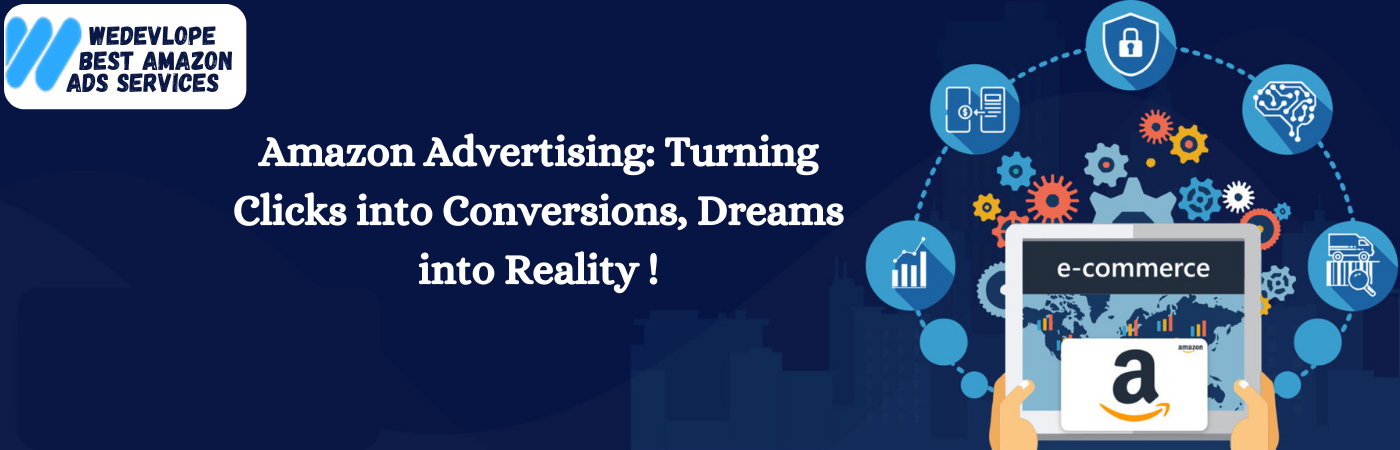 WEDEVLOPE
BEST AMAZON
ADS SERVICES
Amazon Advertising: Turning
Clicks into Conversions, Dreams
into Reality !
e-commerce
amazon
a